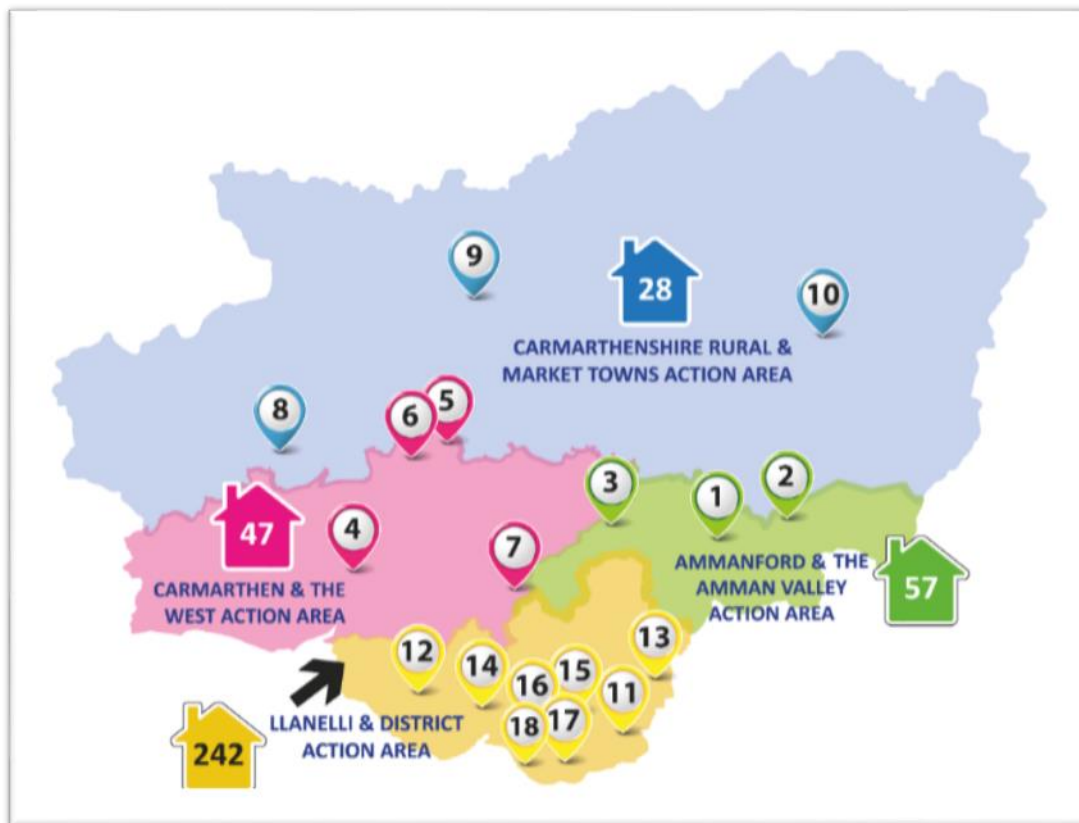 9
28
10
CARMARTHENSHIRE RURAL &
MARKET TOWNS ACTION AREA
8
6
5
3
1
2
47
4
7
CARMARTHEN & THE
WEST ACTION AREA
AMMANFORD & THE
AMMAN VALLEY
ACTION AREA
57
12
14
16
15
13
11
18
17
LLANELLI & DISTRICT
ACTION AREA
242